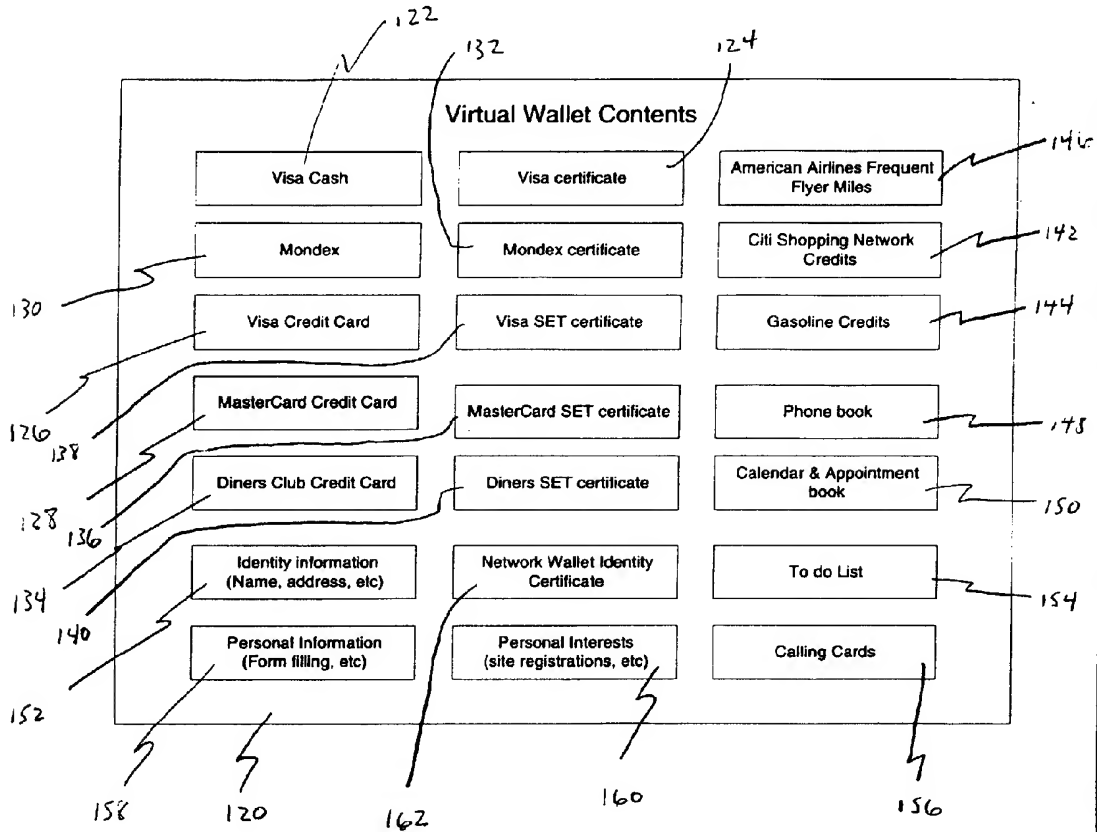 122
132
124
Virtual Wallet Contents
Visa Cash
Visa certificate
American Airlines Frequent
Flyer Miles
146
Mondex
Mondex certificate
Citi Shopping Network
Credits
142
130
Visa Credit Card
Visa SET certificate
Gasoline Credits
144
MasterCard Credit Card
MasterCard SET certificate
Phone book
148
126
138
Diners Club Credit Card
Diners SET certificate
Calendar & Appointment
book
150
128
136
Identity information
(Name, address, etc)
Network Wallet Identity
Certificate
To do List
154
134
140
Personal Information
(Form filling, etc)
Personal Interests
(site registrations, etc)
Calling Cards
152
158
120
162
160
156